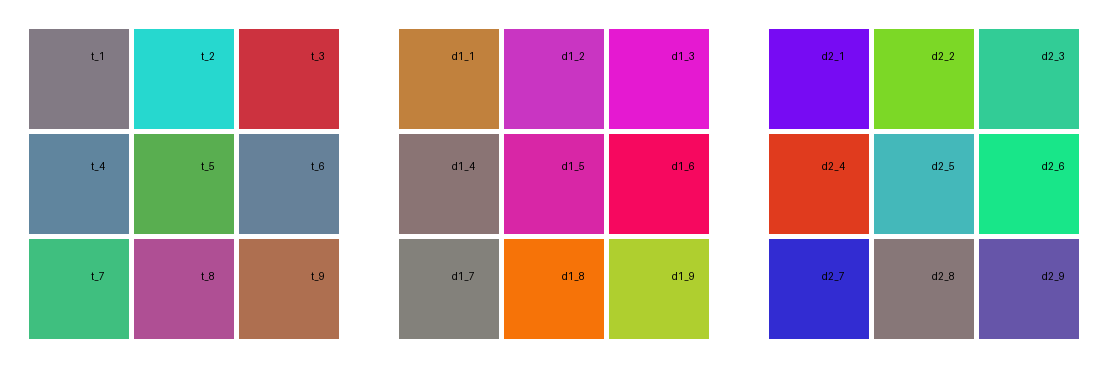 t_1 t_2 t_3 d1_1 d1_2 d1_3 d2_1 d2_2 d2_3
t_4 t_5 t_6 d1_4 d1_5 d1_6 d2_4 d2_5 d2_6
t_7 t_8 t_9 d1_7 d1_8 d1_9 d2_7 d2_8 d2_9